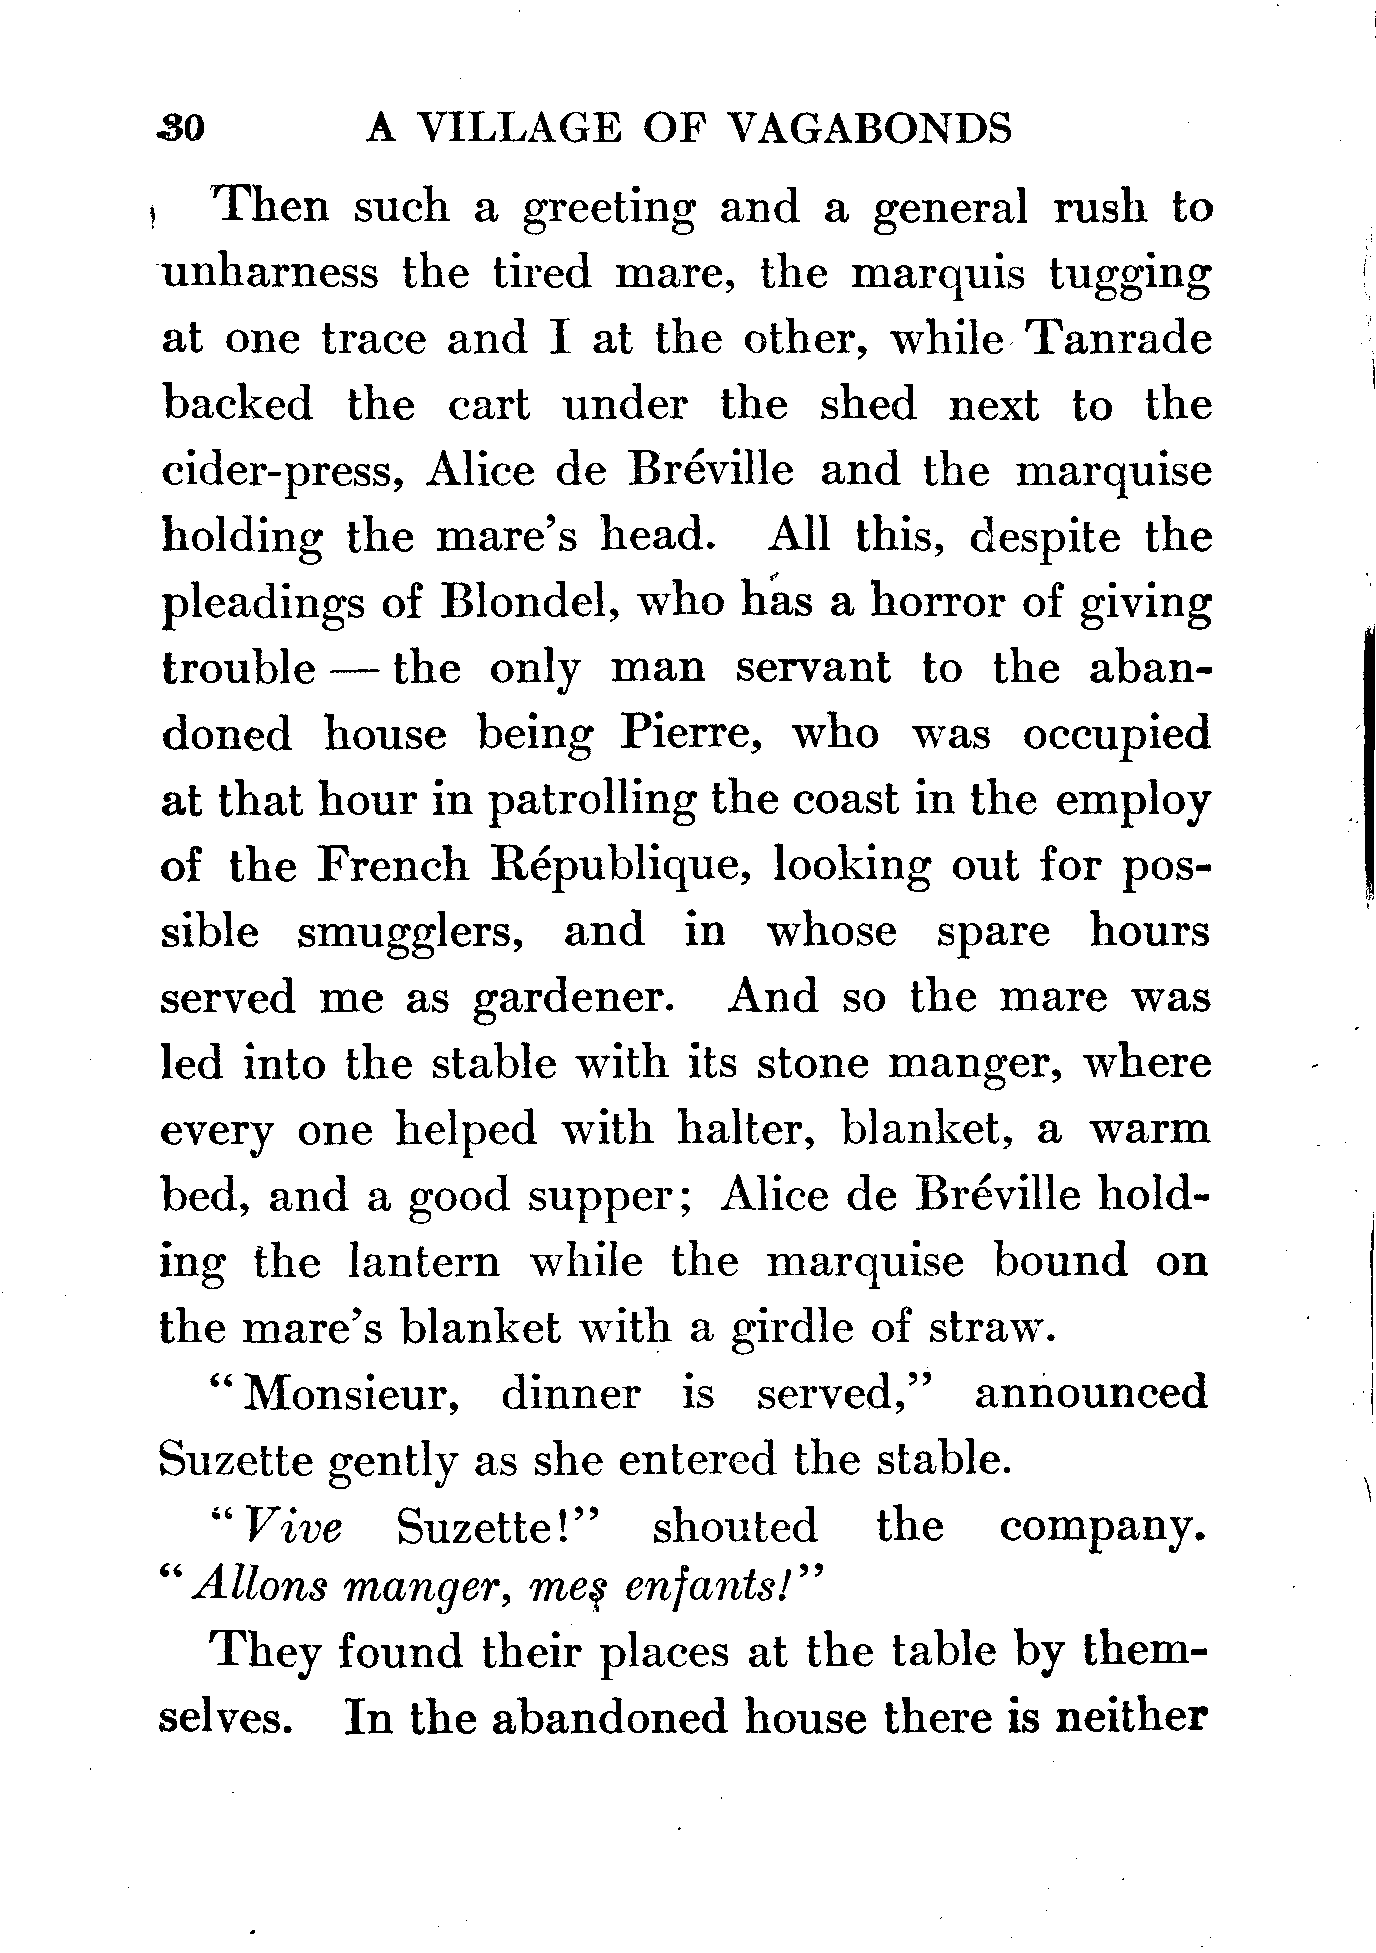 30 A VILLAGE OF VAGABONDS
Then such a greeting and a general rush to
unharness the tired mare, the marquis tugging
at one trace and I at the other, while Tanrade
backed the cart under the shed next to the
cider-press, Alice de Bréville and the marquise
holding the mare's head. All this, despite the
pleadings of Blondel, who has a horror of giving
trouble — the only man servant to the aban-
doned house being Pierre, who was occupied
at that hour in patrolling the coast in the employ
of the French République, looking out for pos-
sible smugglers, and in whose spare hours
served me as gardener. And so the mare was
led into the stable with its stone manger, where
every one helped with halter, blanket, a warm
bed, and a good supper; Alice de Bréville hold-
ing the lantern while the marquise bound on
the mare's blanket with a girdle of straw.
"Monsieur, dinner is served," announced
Suzette gently as she entered the stable.
"Vive Suzette!" shouted the company.
"Allons manger, mes enfants!"
They found their places at the table by them-
selves. In the abandoned house there is neither